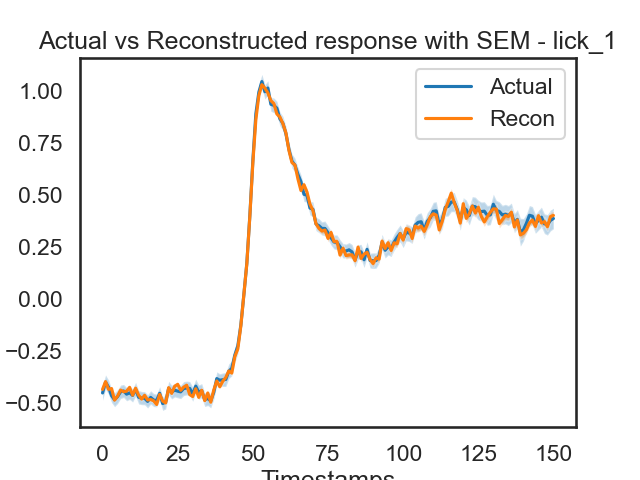 Actual vs Reconstructed response with SEM - lick_1
Actual
Recon
1.00
0.75
0.50
0.25
0.00
−0.25
−0.50
0 25 50 75 100 125 150
Timestamps